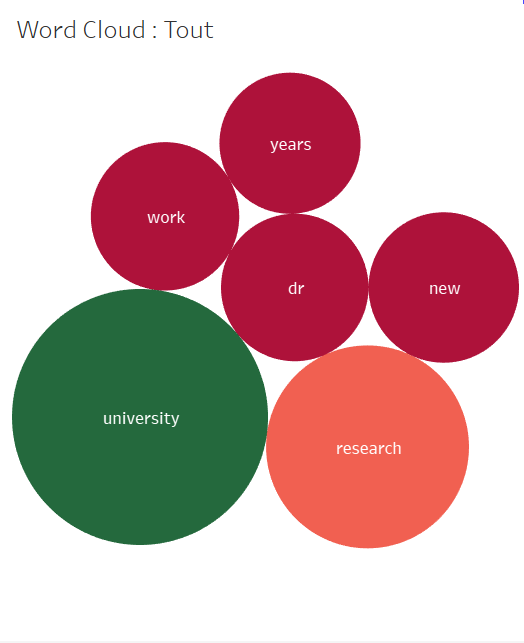 Word Cloud : Tout
years
work
dr
new
university
research